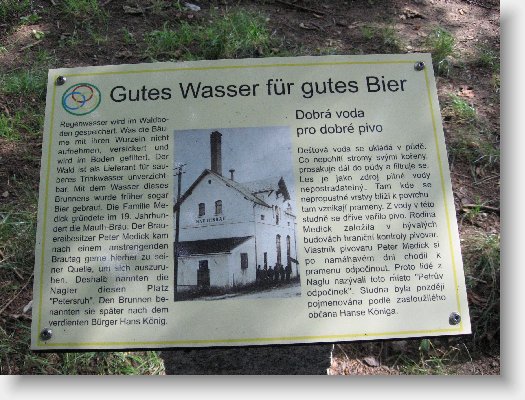 Gutes Wasser für gutes Bier
Regenwasser wird im Waldbo-
den gespeichert. Was die Bäu-
me mit ihren Wurzeln nicht
aufnehmen, versickert und
wird im Boden gefiltert. Der
Wald ist als Lieferant für sau-
beres Trinkwasser unverzicht-
bar. Mit dem Wasser dieses
Brunnens wurde früher sogar
Bier gebraut. Die Familie Me-
dick gründete im 19. Jahrhun-
dert die Mauth-Bräu. Der Brau-
ereibesitzer Peter Medick kam
nach einem anstrengenden
Brautag gerne hierher zu sei-
ner Quelle, um sich auszuru-
hen. Deshalb nannten die
Nagler diesen Platz
"Petersruh". Den Brunnen be-
nannten sie später nach dem
verdienten Bürger Hans König.
Dobrá voda
pro dobré pivo
Dešťová voda se ukládá v půdě.
Co nepohltí stromy svými kořeny,
prosakuje dál do půdy a filtruje se.
Les je jako zdroj pitné vody
nepostradatelný. Tam kde se
nepropustné vrstvy blíží k povrchu
tam vznikají prameny. Z vody v této
studně se dříve vařilo pivo. Rodina
Medick založila v bývalých
budovách hraniční kontroly pivovar.
Vlastník pivovaru Peter Medick si
po namáhavém dni chodil k
prameni odpočinout. Proto lidé z
Naglu nazývali toto místo "Petrův
odpočinek". Studna byla později
pojmenována podle zasloužilého
občana Hanse Königa.